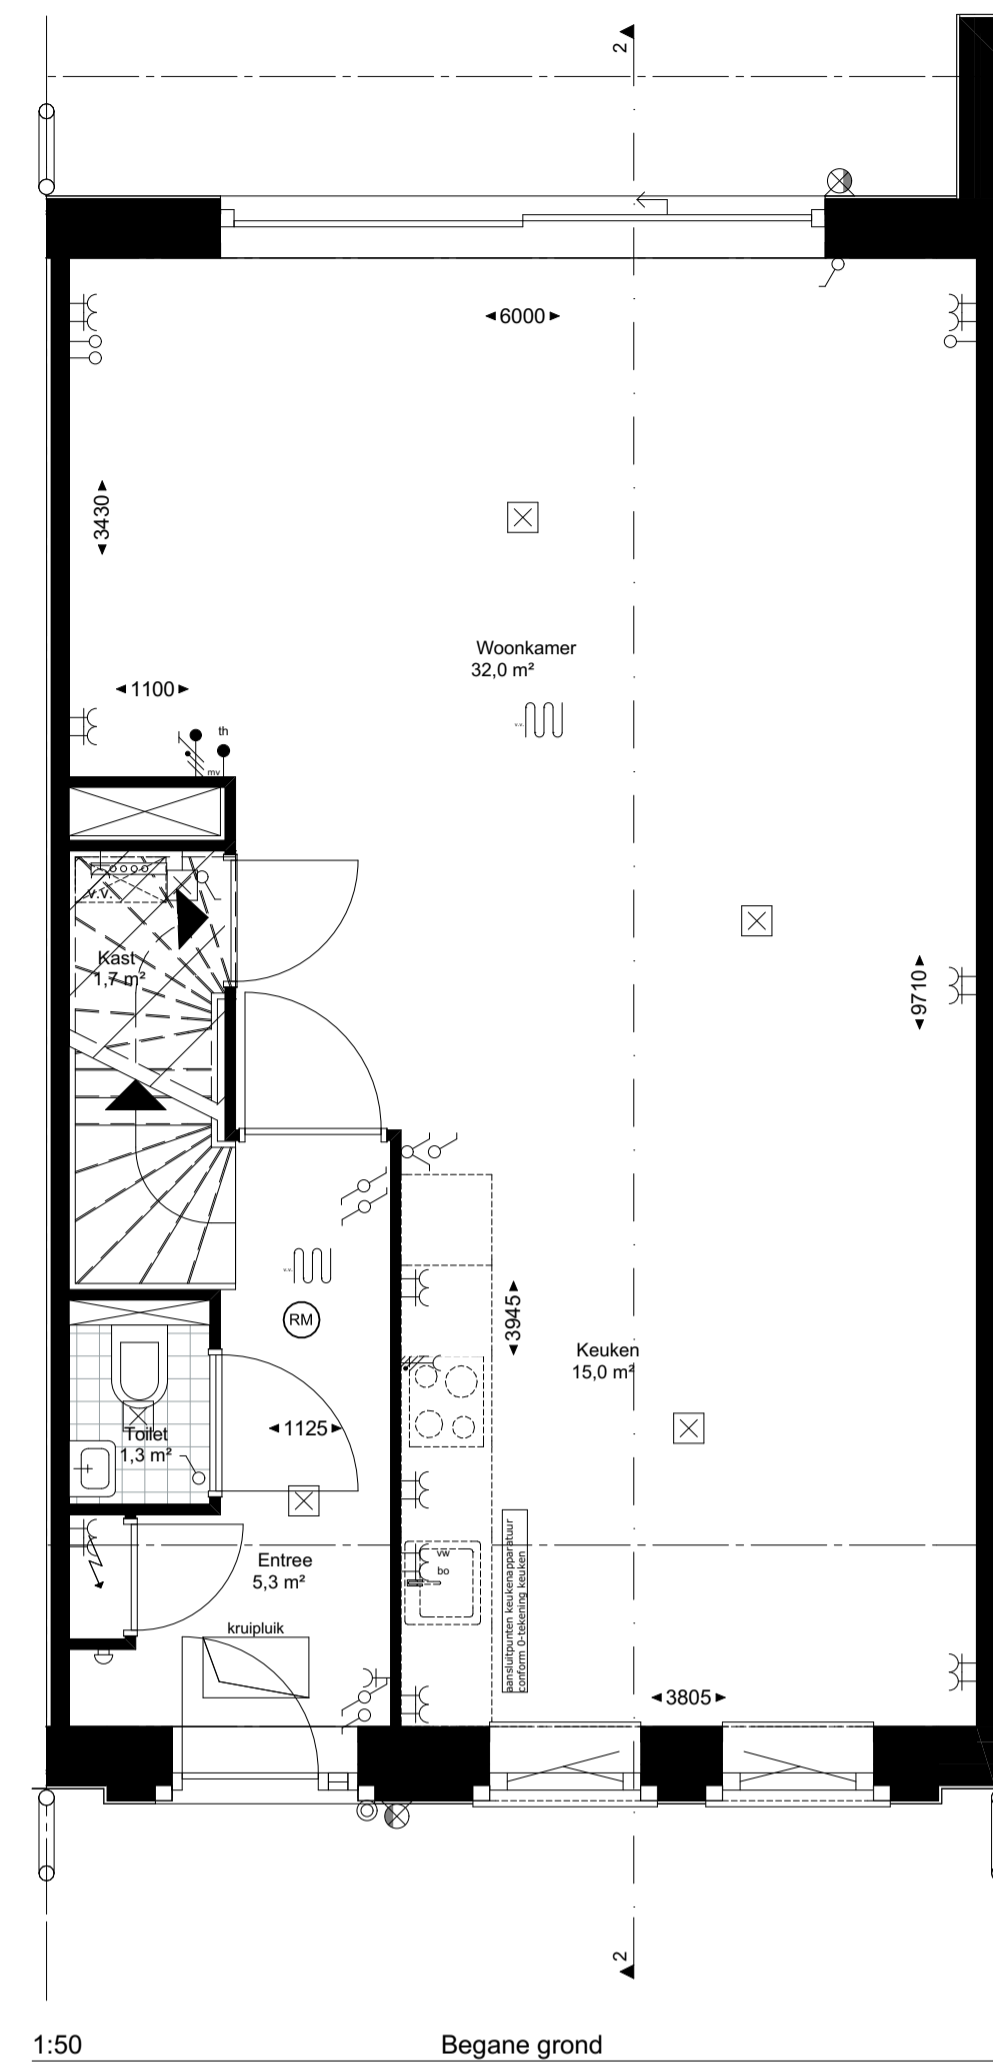 2
6000
3430
Woonkamer
32,0 m²
v.v.
1100
th
mv
v.v.
Kast
1,7 m²
9710
v.v.
RM
3945
Keuken
15,0 m²
1125
Toilet
1,3 m²
Entree
5,3 m²
vw
bo
aansluitpunten keukenapparatuur
conform 0-tekening keuken
kruipluik
3805
2
1:50
Begane grond